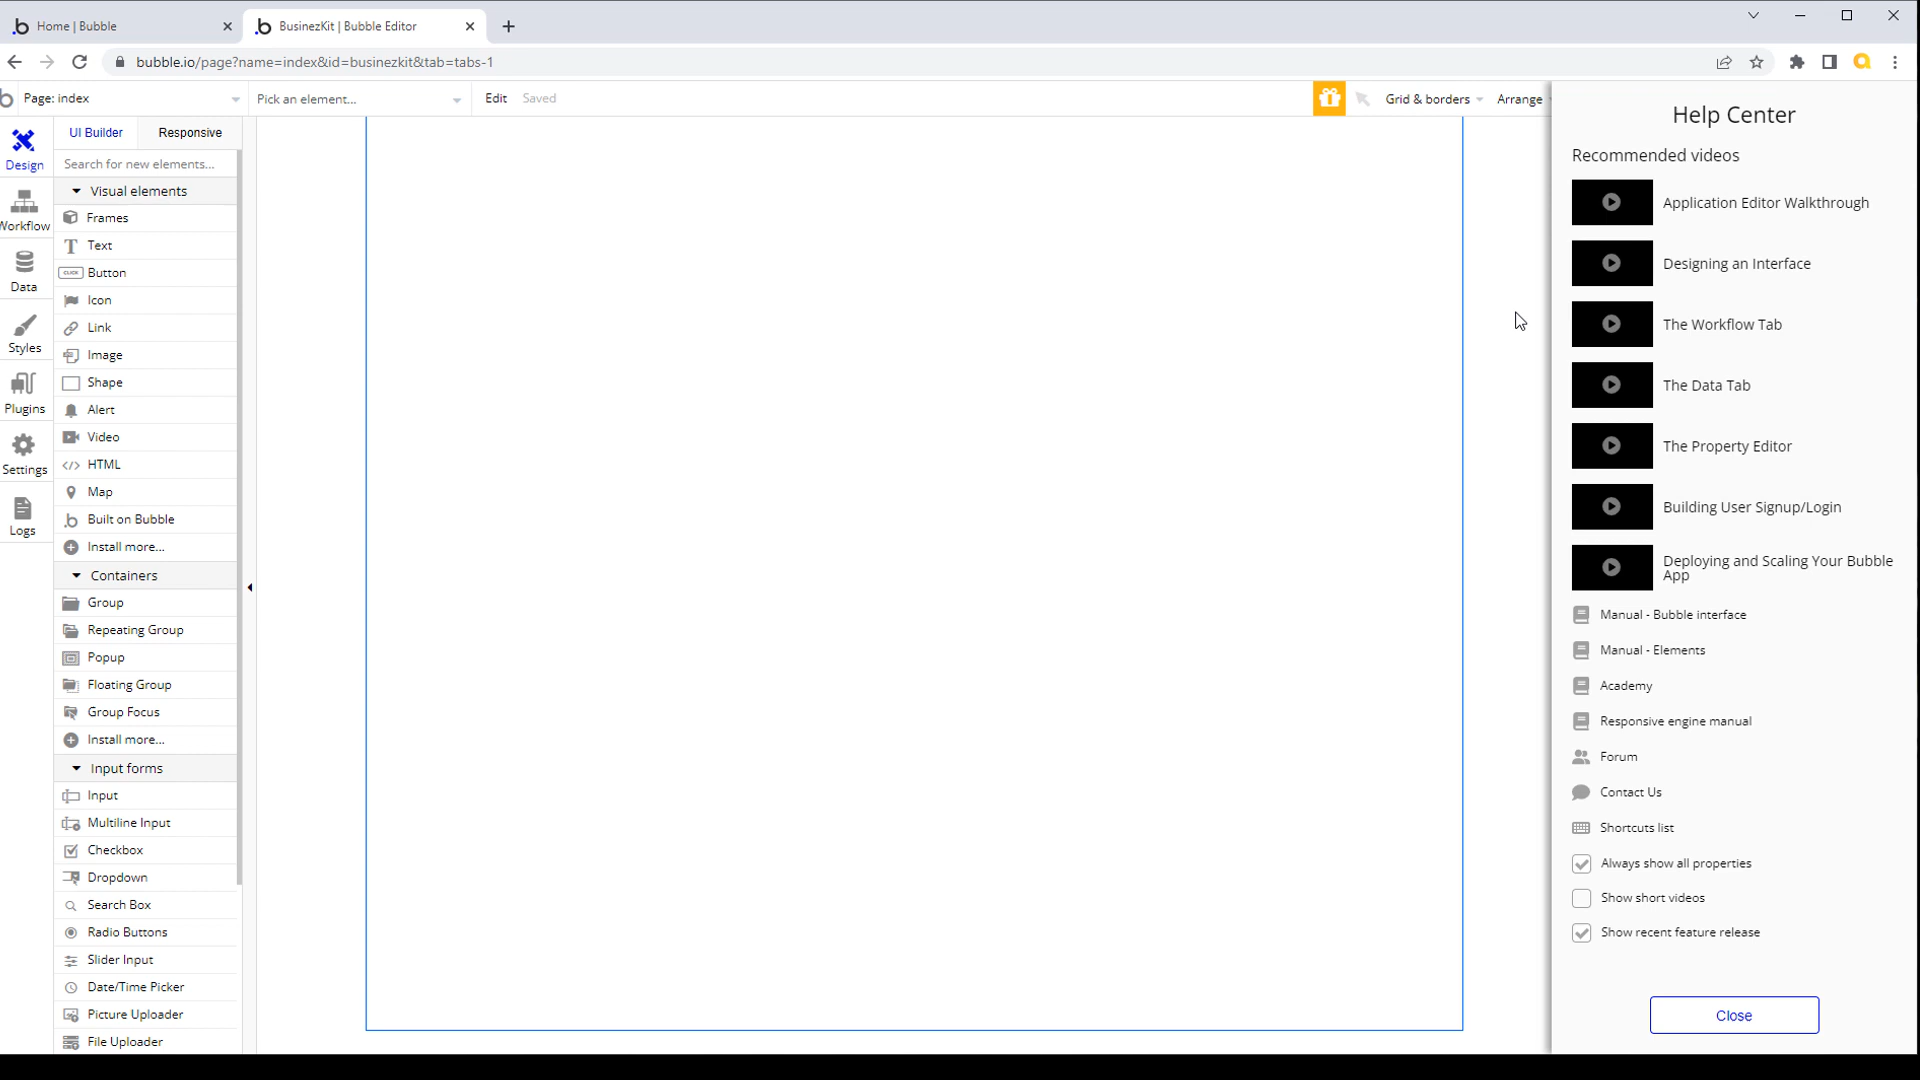 Home | Bubble
BusinezKit | Bubble Editor
bubble.io/page?name=index&id=businezkit&tab=tabs-1
Page: index
Pick an element...
Edit
Saved
Grid & borders
Arrange
Design
Workflow
Data
Styles
Plugins
Settings
Logs
UI Builder
Responsive
Search for new elements...
Visual elements
Frames
Text
CLICK Button
Icon
Link
Image
Shape
Alert
Video
HTML
Map
Built on Bubble
Install more...
Containers
Group
Repeating Group
Popup
Floating Group
Group Focus
Install more...
Input forms
Input
Multiline Input
Checkbox
Dropdown
Search Box
Radio Buttons
Slider Input
Date/Time Picker
Picture Uploader
File Uploader
Help Center
Recommended videos
Application Editor Walkthrough
Designing an Interface
The Workflow Tab
The Data Tab
The Property Editor
Building User Signup/Login
Deploying and Scaling Your Bubble
App
Manual - Bubble interface
Manual - Elements
Academy
Responsive engine manual
Forum
Contact Us
Shortcuts list
Always show all properties
Show short videos
Show recent feature release
Close